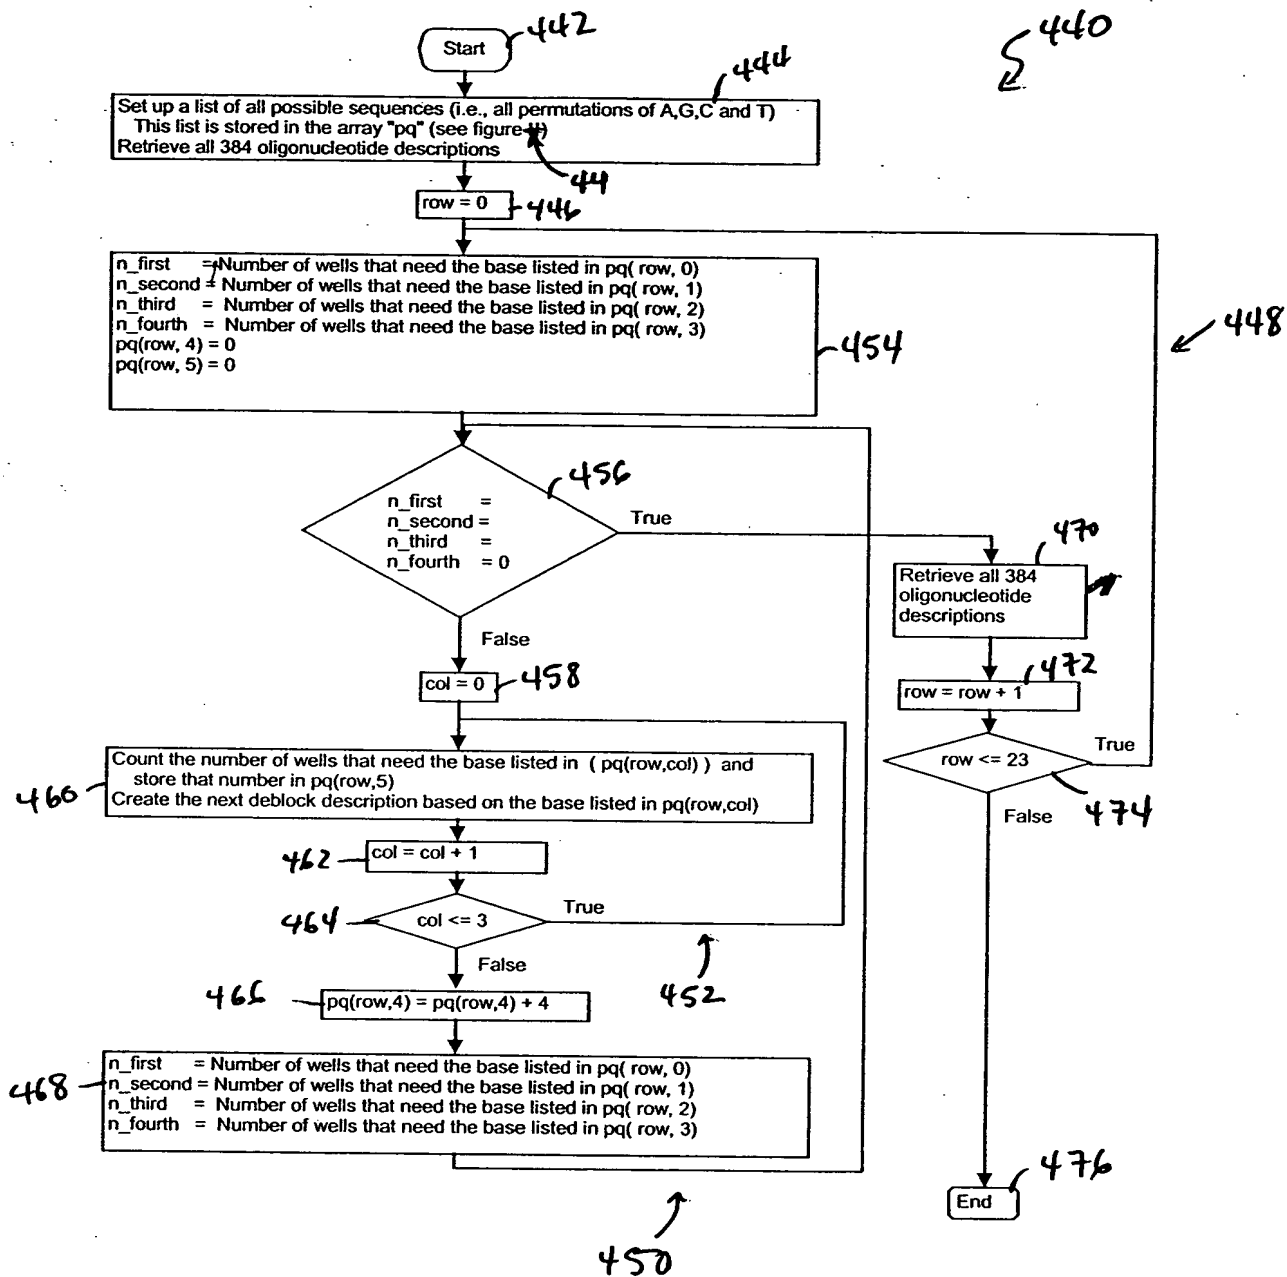 Start
442
440
444
Set up a list of all possible sequences (i.e., all permutations of A,G,C and T)
This list is stored in the array "pq" (see figure )
Retrieve all 384 oligonucleotide descriptions
44
row = 0
446
n_first = Number of wells that need the base listed in pq( row, 0)
n_second = Number of wells that need the base listed in pq( row, 1)
n_third = Number of wells that need the base listed in pq( row, 2)
n_fourth = Number of wells that need the base listed in pq( row, 3)
pq(row, 4) = 0
pq(row, 5) = 0
454
448
456
n_first =
n_second =
n_third =
n_fourth = 0
True
470
Retrieve all 384
oligonucleotide
descriptions
False
col = 0
458
472
row = row + 1
row <= 23
True
474
False
460
Count the number of wells that need the base listed in ( pq(row,col) ) and
store that number in pq(row,5)
Create the next deblock description based on the base listed in pq(row,col)
462
col = col + 1
464
col <= 3
True
452
False
466
pq(row,4) = pq(row,4) + 4
468
n_first = Number of wells that need the base listed in pq( row, 0)
n_second = Number of wells that need the base listed in pq( row, 1)
n_third = Number of wells that need the base listed in pq( row, 2)
n_fourth = Number of wells that need the base listed in pq( row, 3)
450
476
End